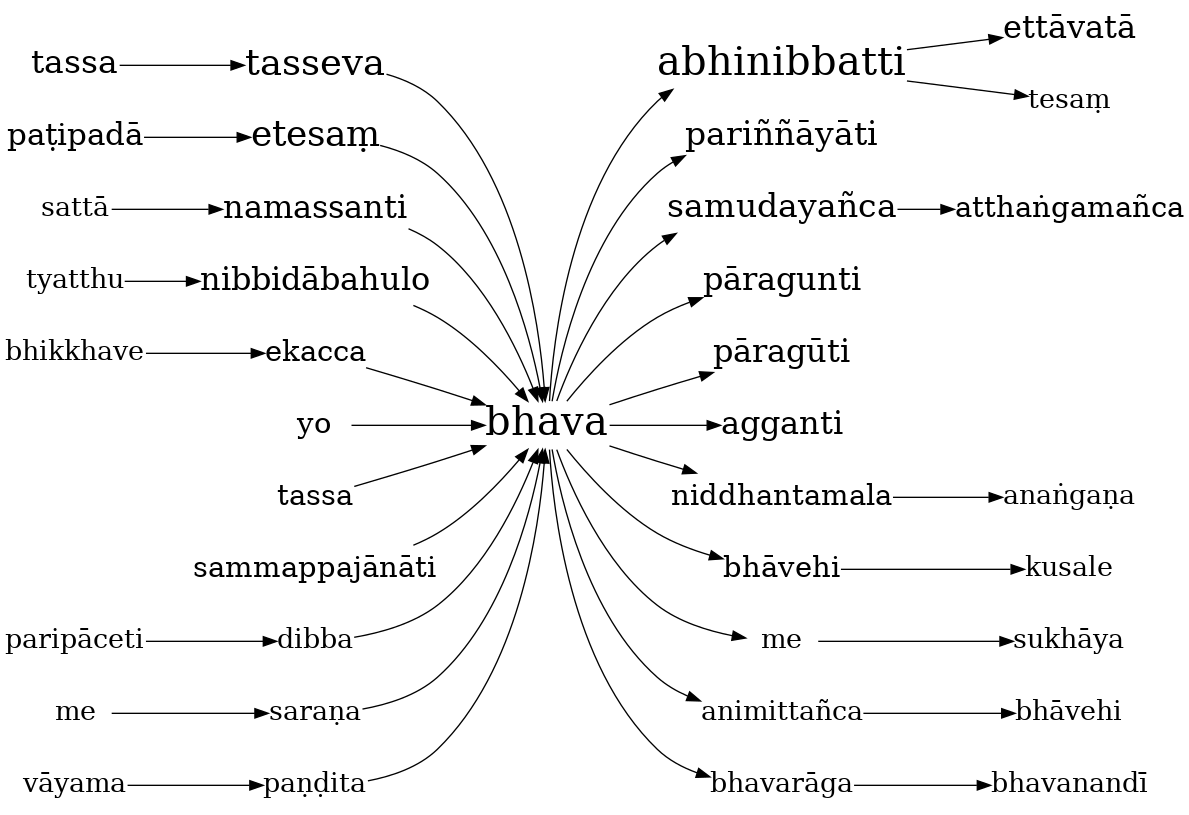 tassa tasseva abhinibbatti ettāvatā
tesaṃ
paṭipadā etesaṃ pariññāyāti
sattā namassanti samudayañca atthaṅgamañca
tyatthu nibbidābahulo pāragunti
bhikkhave ekacca pāragūti
yo bhava agganti
tassa niddhantamala anaṅgaṇa
sammappajānāti bhāvehi kusale
paripāceti dibba me sukhāya
me saraṇa animittañca bhāvehi
vāyama paṇḍita bhavarāga bhavanandī